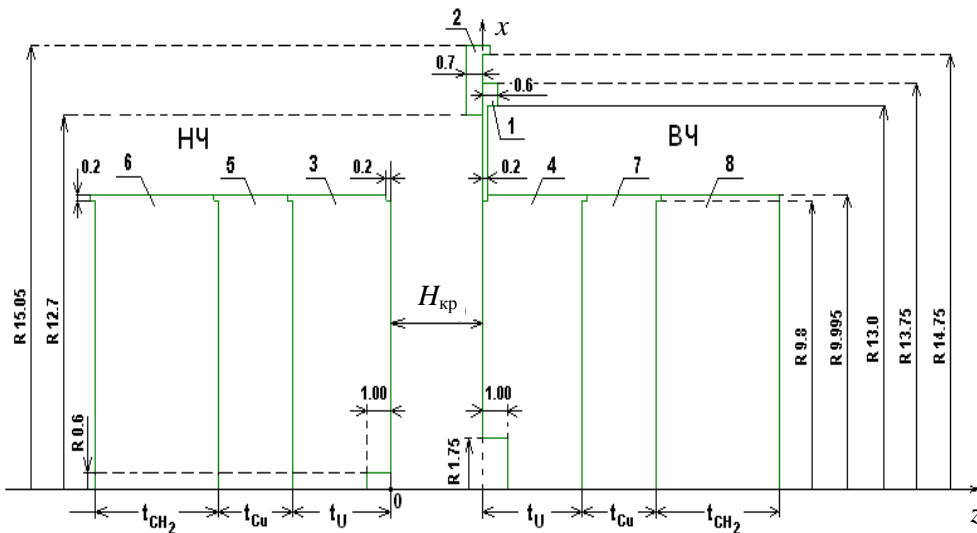 2
x
0.7
0.6
1
НЧ
ВЧ
0.2
6
5
3
0.2
0.2
4
7
8
R 15.05
R 12.7
Hкр
R 9.8
R 9.995
R 13.0
R 13.75
R 14.75
1.00
1.00
R 0.6
R 1.75
0
z
tCH2
tCu
tU
tU
tCu
tCH2